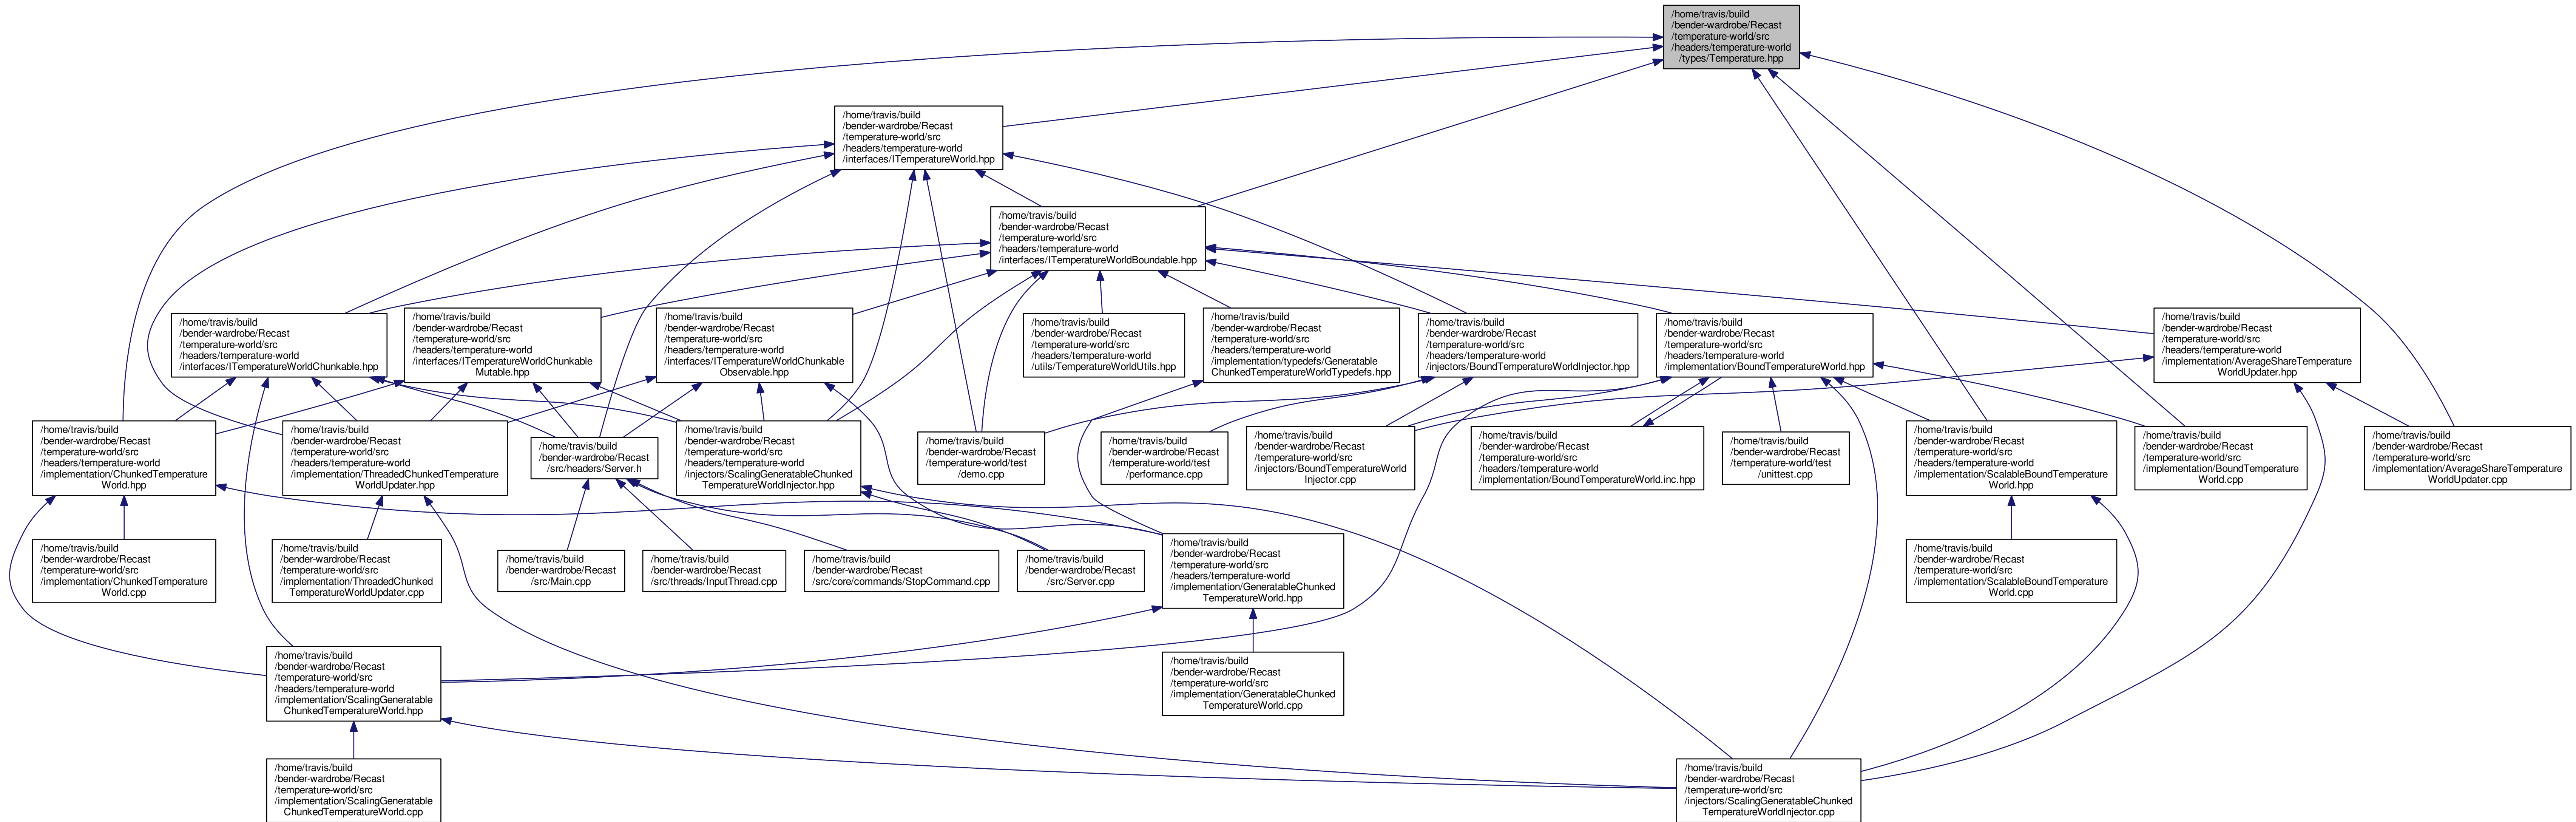 /home/travis/build
/bender-wardrobe/Recast
/temperature-world/src
/headers/temperature-world
/types/Temperature.hpp
/home/travis/build
/bender-wardrobe/Recast
/temperature-world/src
/headers/temperature-world
/interfaces/ITemperatureWorld.hpp
/home/travis/build
/bender-wardrobe/Recast
/temperature-world/src
/headers/temperature-world
/interfaces/ITemperatureWorldBoundable.hpp
/home/travis/build
/bender-wardrobe/Recast
/temperature-world/src
/headers/temperature-world
/interfaces/ITemperatureWorldChunkable.hpp
/home/travis/build
/bender-wardrobe/Recast
/temperature-world/src
/headers/temperature-world
/interfaces/ITemperatureWorldChunkable
Mutable.hpp
/home/travis/build
/bender-wardrobe/Recast
/temperature-world/src
/headers/temperature-world
/interfaces/ITemperatureWorldChunkable
Observable.hpp
/home/travis/build
/bender-wardrobe/Recast
/temperature-world/src
/headers/temperature-world
/utils/TemperatureWorldUtils.hpp
/home/travis/build
/bender-wardrobe/Recast
/temperature-world/src
/headers/temperature-world
/implementation/typedefs/Generatable
ChunkedTemperatureWorldTypedefs.hpp
/home/travis/build
/bender-wardrobe/Recast
/temperature-world/src
/headers/temperature-world
/injectors/BoundTemperatureWorldInjector.hpp
/home/travis/build
/bender-wardrobe/Recast
/temperature-world/src
/headers/temperature-world
/implementation/BoundTemperatureWorld.hpp
/home/travis/build
/bender-wardrobe/Recast
/temperature-world/src
/headers/temperature-world
/implementation/AverageShareTemperature
WorldUpdater.hpp
/home/travis/build
/bender-wardrobe/Recast
/temperature-world/src
/headers/temperature-world
/implementation/ChunkedTemperature
World.hpp
/home/travis/build
/bender-wardrobe/Recast
/temperature-world/src
/headers/temperature-world
/implementation/ThreadedChunkedTemperature
WorldUpdater.hpp
/home/travis/build
/bender-wardrobe/Recast
/src/headers/Server.h
/home/travis/build
/bender-wardrobe/Recast
/temperature-world/src
/headers/temperature-world
/injectors/ScalingGeneratableChunked
TemperatureWorldInjector.hpp
/home/travis/build
/bender-wardrobe/Recast
/temperature-world/test
/demo.cpp
/home/travis/build
/bender-wardrobe/Recast
/temperature-world/test
/performance.cpp
/home/travis/build
/bender-wardrobe/Recast
/temperature-world/src
/injectors/BoundTemperatureWorld
Injector.cpp
/home/travis/build
/bender-wardrobe/Recast
/temperature-world/src
/headers/temperature-world
/implementation/BoundTemperatureWorld.inc.hpp
/home/travis/build
/bender-wardrobe/Recast
/temperature-world/test
/unittest.cpp
/home/travis/build
/bender-wardrobe/Recast
/temperature-world/src
/headers/temperature-world
/implementation/ScalableBoundTemperature
World.hpp
/home/travis/build
/bender-wardrobe/Recast
/temperature-world/src
/implementation/BoundTemperature
World.cpp
/home/travis/build
/bender-wardrobe/Recast
/temperature-world/src
/implementation/AverageShareTemperature
WorldUpdater.cpp
/home/travis/build
/bender-wardrobe/Recast
/temperature-world/src
/implementation/ChunkedTemperature
World.cpp
/home/travis/build
/bender-wardrobe/Recast
/temperature-world/src
/implementation/ThreadedChunked
TemperatureWorldUpdater.cpp
/home/travis/build
/bender-wardrobe/Recast
/src/Main.cpp
/home/travis/build
/bender-wardrobe/Recast
/src/threads/InputThread.cpp
/home/travis/build
/bender-wardrobe/Recast
/src/core/commands/StopCommand.cpp
/home/travis/build
/bender-wardrobe/Recast
/src/Server.cpp
/home/travis/build
/bender-wardrobe/Recast
/temperature-world/src
/headers/temperature-world
/implementation/GeneratableChunked
TemperatureWorld.hpp
/home/travis/build
/bender-wardrobe/Recast
/temperature-world/src
/implementation/ScalableBoundTemperature
World.cpp
/home/travis/build
/bender-wardrobe/Recast
/temperature-world/src
/headers/temperature-world
/implementation/ScalingGeneratable
ChunkedTemperatureWorld.hpp
/home/travis/build
/bender-wardrobe/Recast
/temperature-world/src
/implementation/GeneratableChunked
TemperatureWorld.cpp
/home/travis/build
/bender-wardrobe/Recast
/temperature-world/src
/implementation/ScalingGeneratable
ChunkedTemperatureWorld.cpp
/home/travis/build
/bender-wardrobe/Recast
/temperature-world/src
/injectors/ScalingGeneratableChunked
TemperatureWorldInjector.cpp